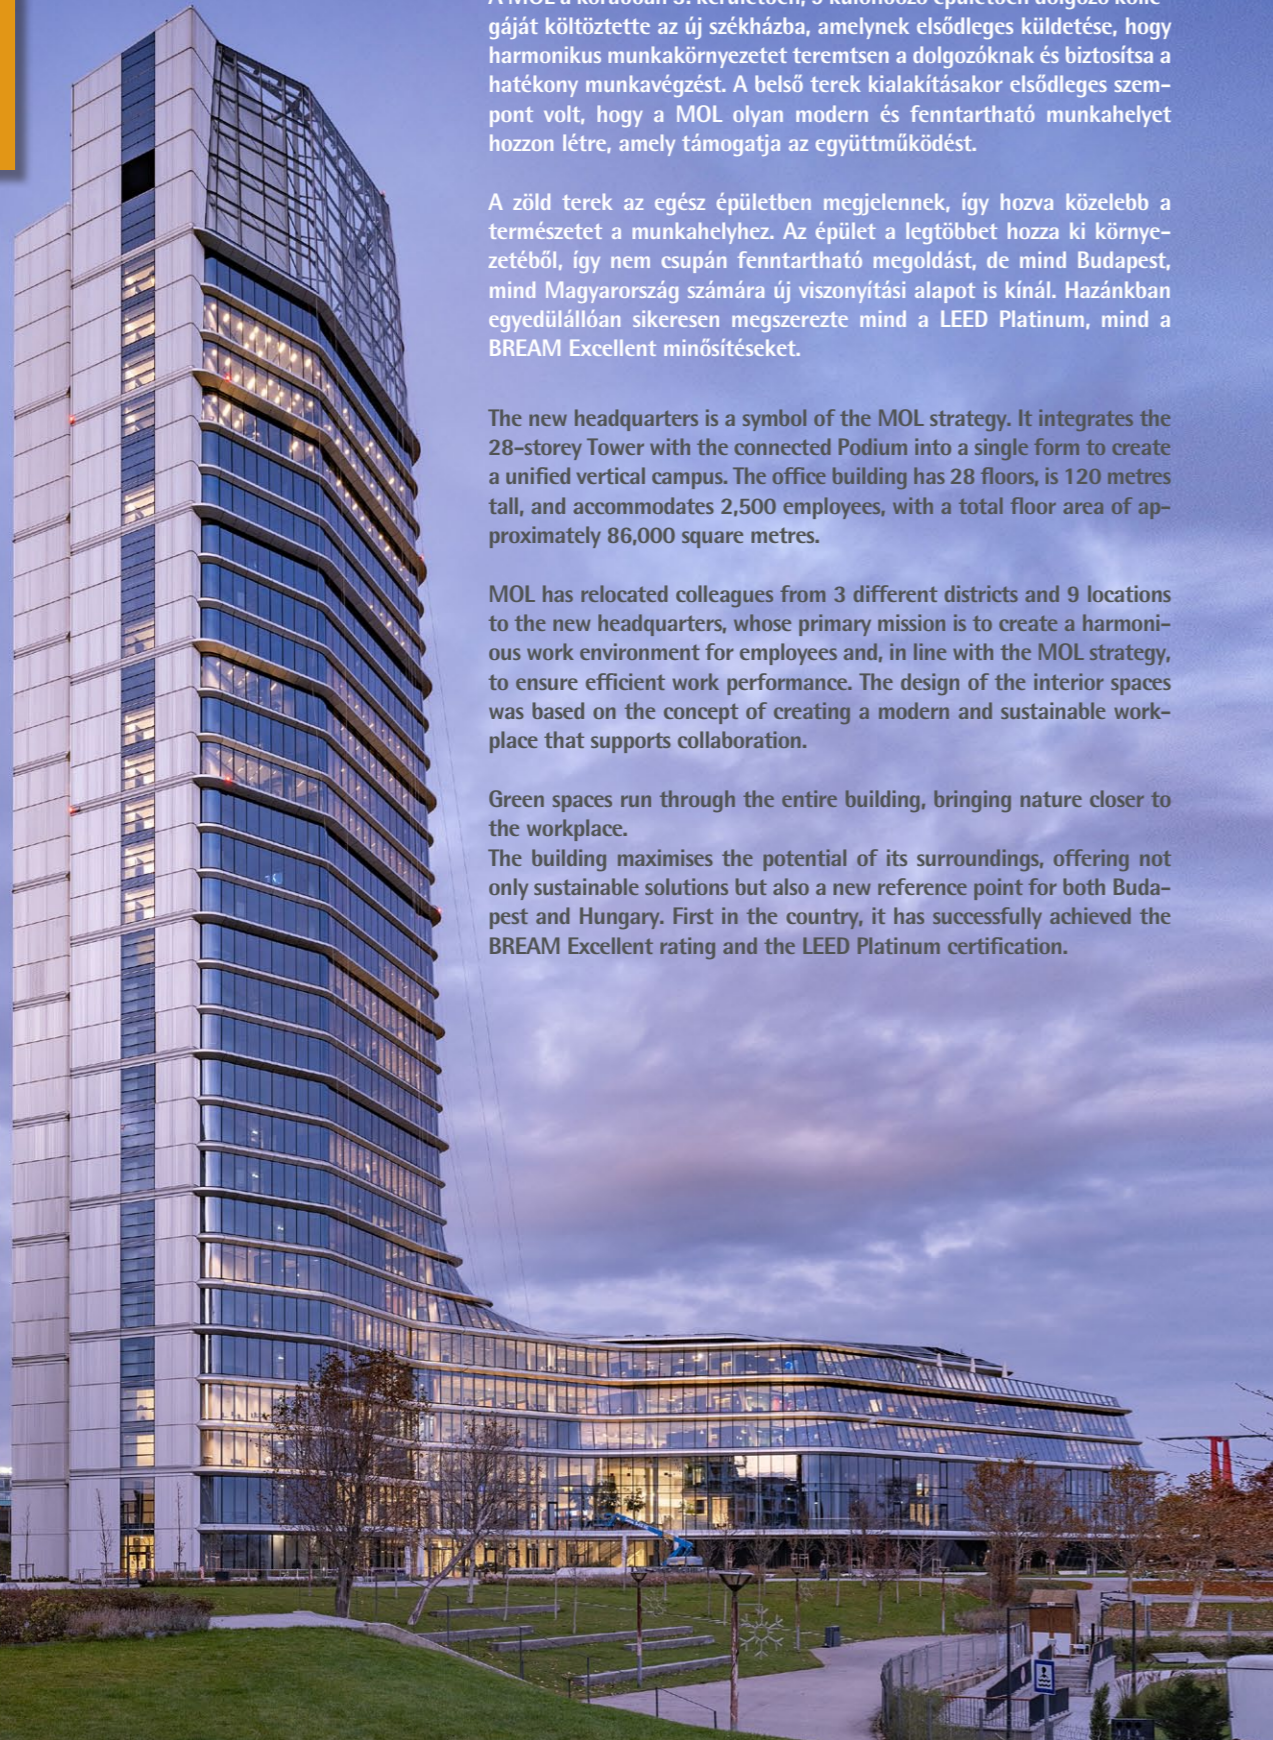 gáját költöztette az új székházba, amelynek elsődleges küldetése, hogy
harmonikus munkakörnyezetet teremtsen a dolgozóknak és biztosítsa a
hatékony munkavégzést. A belső terek kialakításakor elsődleges szem-
pont volt, hogy a MOL olyan modern és fenntartható munkahelyet
hozzon létre, amely támogatja az együttműködést.
A zöld terek az egész épületben megjelennek, így hozva közelebb a
természetet a munkahelyhez. Az épület a legtöbbet hozza ki környe-
zetéből, így nem csupán fenntartható megoldást, de mind Budapest,
mind Magyarország számára új viszonyítási alapot is kínál. Hazánkban
egyedülállóan sikeresen megszerezte mind a LEED Platinum, mind a
BREAM Excellent minősítéseket.
The new headquarters is a symbol of the MOL strategy. It integrates the
28-storey Tower with the connected Podium into a single form to create
a unified vertical campus. The office building has 28 floors, is 120 metres
tall, and accommodates 2,500 employees, with a total floor area of ap-
proximately 86,000 square metres.
MOL has relocated colleagues from 3 different districts and 9 locations
to the new headquarters, whose primary mission is to create a harmoni-
ous work environment for employees and, in line with the MOL strategy,
to ensure efficient work performance. The design of the interior spaces
was based on the concept of creating a modern and sustainable work-
place that supports collaboration.
Green spaces run through the entire building, bringing nature closer to
the workplace.
The building maximises the potential of its surroundings, offering not
only sustainable solutions but also a new reference point for both Buda-
pest and Hungary. First in the country, it has successfully achieved the
BREAM Excellent rating and the LEED Platinum certification.